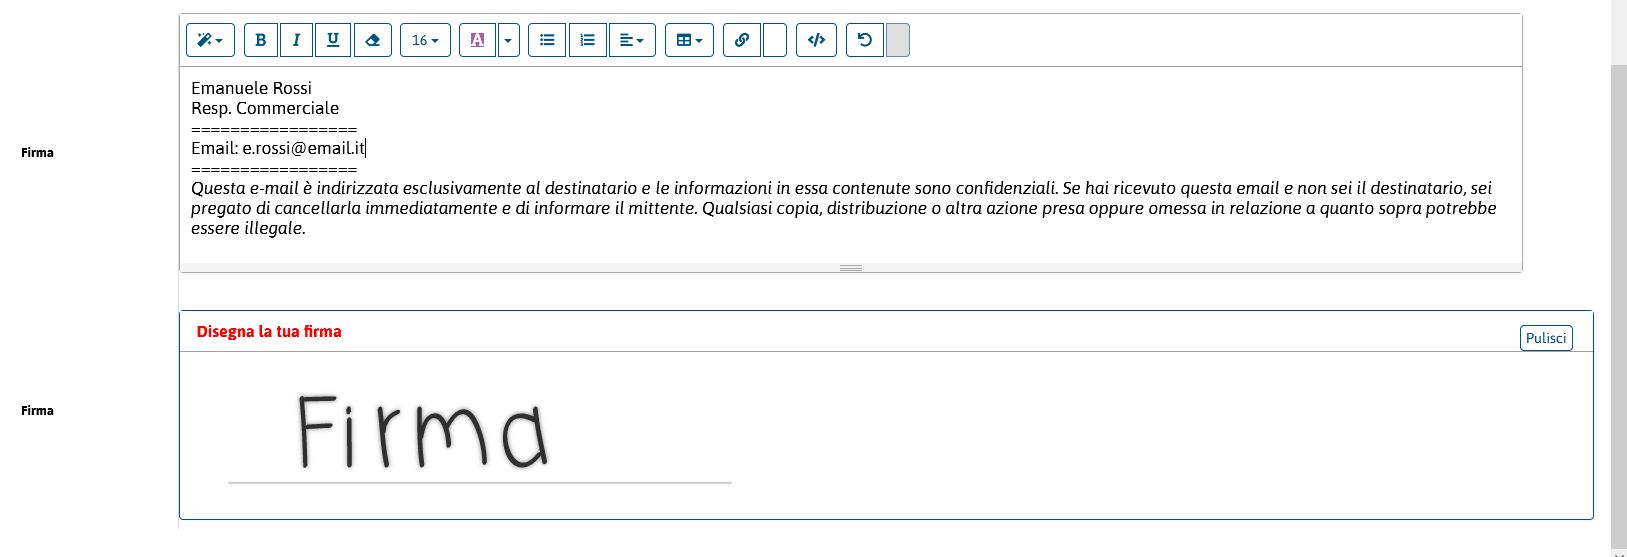 B I U 16 A
Firma
Emanuele Rossi
Resp. Commerciale
=================
Email: e.rossi@email.it
=================
Questa e-mail è indirizzata esclusivamente al destinatario e le informazioni in essa contenute sono confidenziali. Se hai ricevuto questa email e non sei il destinatario, sei
pregato di cancellarla immediatamente e di informare il mittente. Qualsiasi copia, distribuzione o altra azione presa oppure omessa in relazione a quanto sopra potrebbe
essere illegale.
Disegna la tua firma
Pulisci
Firma
Firma